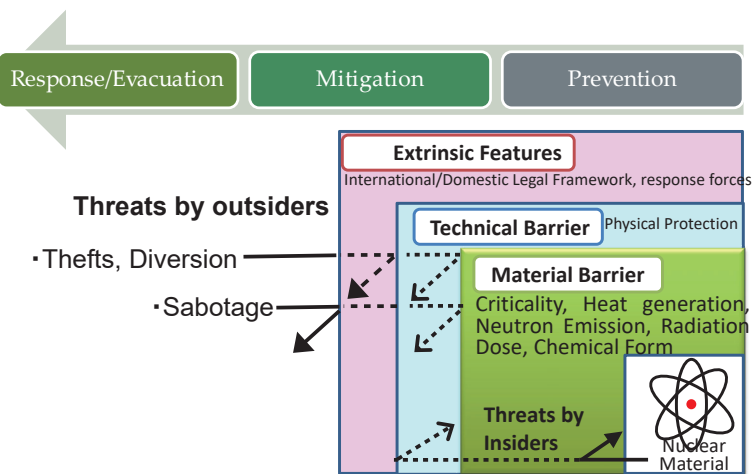 Response/Evacuation
Mitigation
Prevention
Extrinsic Features
International/Domestic Legal Framework, response forces
Threats by outsiders
Technical Barrier
Physical Protection
・Thefts, Diversion
Material Barrier
・Sabotage
Criticality, Heat generation,
Neutron Emission, Radiation
Dose, Chemical Form
Threats by
Insiders
Nuclear
Material